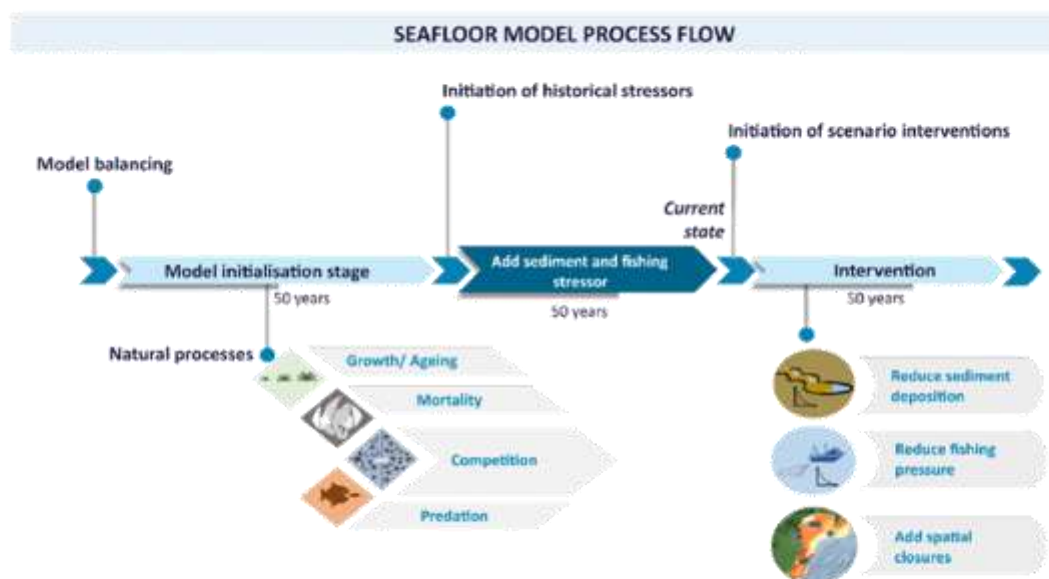 SEAFLOOR MODEL PROCESS FLOW
Initiation of historical stressors
Initiation of scenario interventions
Model balancing
Current
state
Model initialisation stage
Add sediment and fishing
stressor
Intervention
50 years
50 years
50 years
Natural processes
Growth/ Ageing
Mortality
Competition
Predation
Reduce sediment
deposition
Reduce fishing
pressure
Add spatial
closures